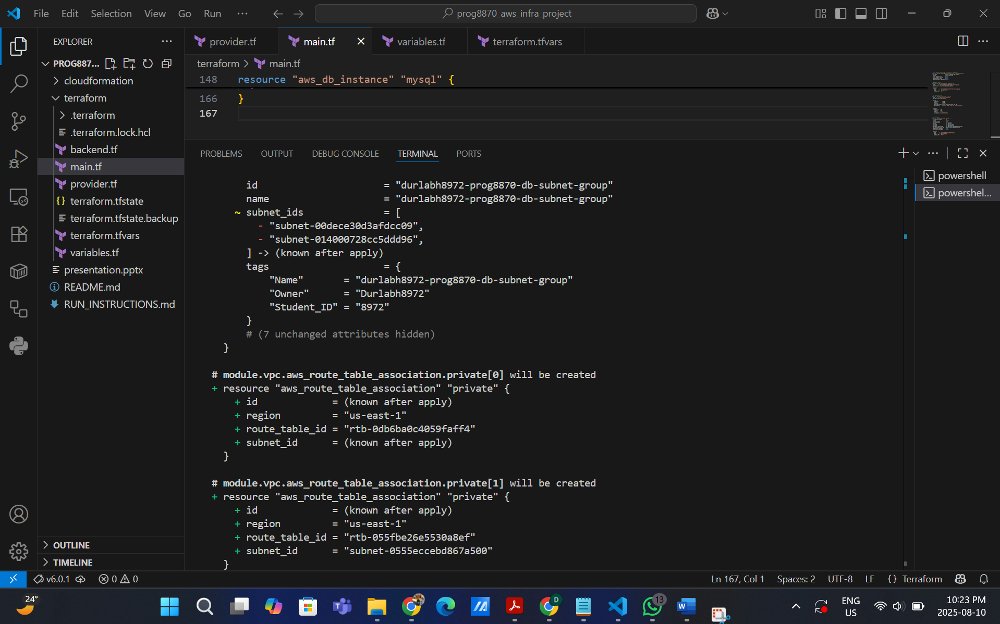 File Edit Selection View Go Run ···
prog8870_aws_infra_project
EXPLORER
PROG887...
cloudformation
terraform
.terraform
.terraform.lock.hcl
backend.tf
main.tf
provider.tf
terraform.tfstate
terraform.tfstate.backup
terraform.tfvars
variables.tf
presentation.pptx
README.md
RUN_INSTRUCTIONS.md
OUTLINE
TIMELINE
provider.tf main.tf variables.tf terraform.tfvars
terraform > main.tf
148 resource "aws_db_instance" "mysql" {
166 }
167
PROBLEMS OUTPUT DEBUG CONSOLE TERMINAL PORTS
powershell
powershel...
id = "durlabh8972-prog8870-db-subnet-group"
name = "durlabh8972-prog8870-db-subnet-group"
~ subnet_ids = [
- "subnet-00dece30d3afdcc09",
- "subnet-014000728cc5ddd96",
] -> (known after apply)
tags = {
"Name" = "durlabh8972-prog8870-db-subnet-group"
"Owner" = "Durlabh8972"
"Student_ID" = "8972"
}
# (7 unchanged attributes hidden)
}
# module.vpc.aws_route_table_association.private[0] will be created
+ resource "aws_route_table_association" "private" {
+ id = (known after apply)
+ region = "us-east-1"
+ route_table_id = "rtb-0db6ba0c4059faff4"
+ subnet_id = (known after apply)
}
# module.vpc.aws_route_table_association.private[1] will be created
+ resource "aws_route_table_association" "private" {
+ id = (known after apply)
+ region = "us-east-1"
+ route_table_id = "rtb-055fbe26e5530a8ef"
+ subnet_id = "subnet-0555eccebd867a500"
}
v6.0.1 0 0 Ln 167, Col 1 Spaces: 2 UTF-8 LF {} Terraform
24°
D
13
ENG
US
10:23 PM
2025-08-10